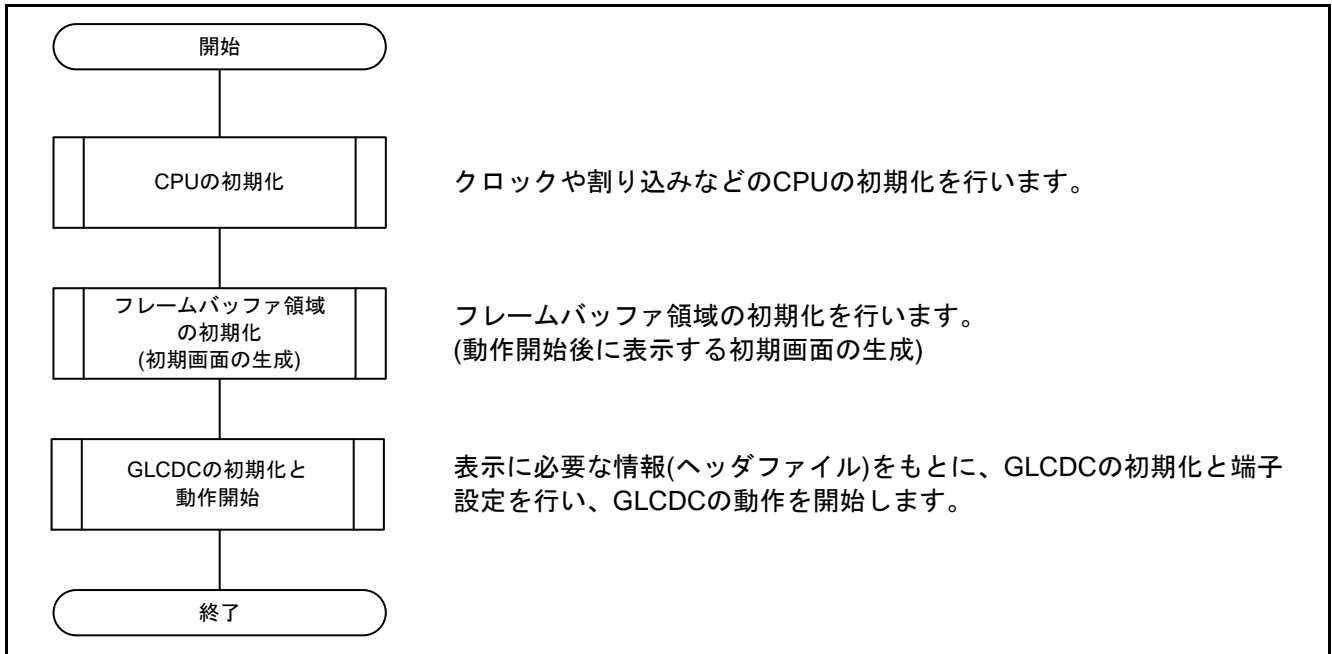 開始
CPUの初期化
クロックや割り込みなどのCPUの初期化を行います。
フレームバッファ領域
の初期化
(初期画面の生成)
フレームバッファ領域の初期化を行います。
(動作開始後に表示する初期画面の生成)
GLCDCの初期化と
動作開始
表示に必要な情報(ヘッダファイル)をもとに、GLCDCの初期化と端子
設定を行い、GLCDCの動作を開始します。
終了